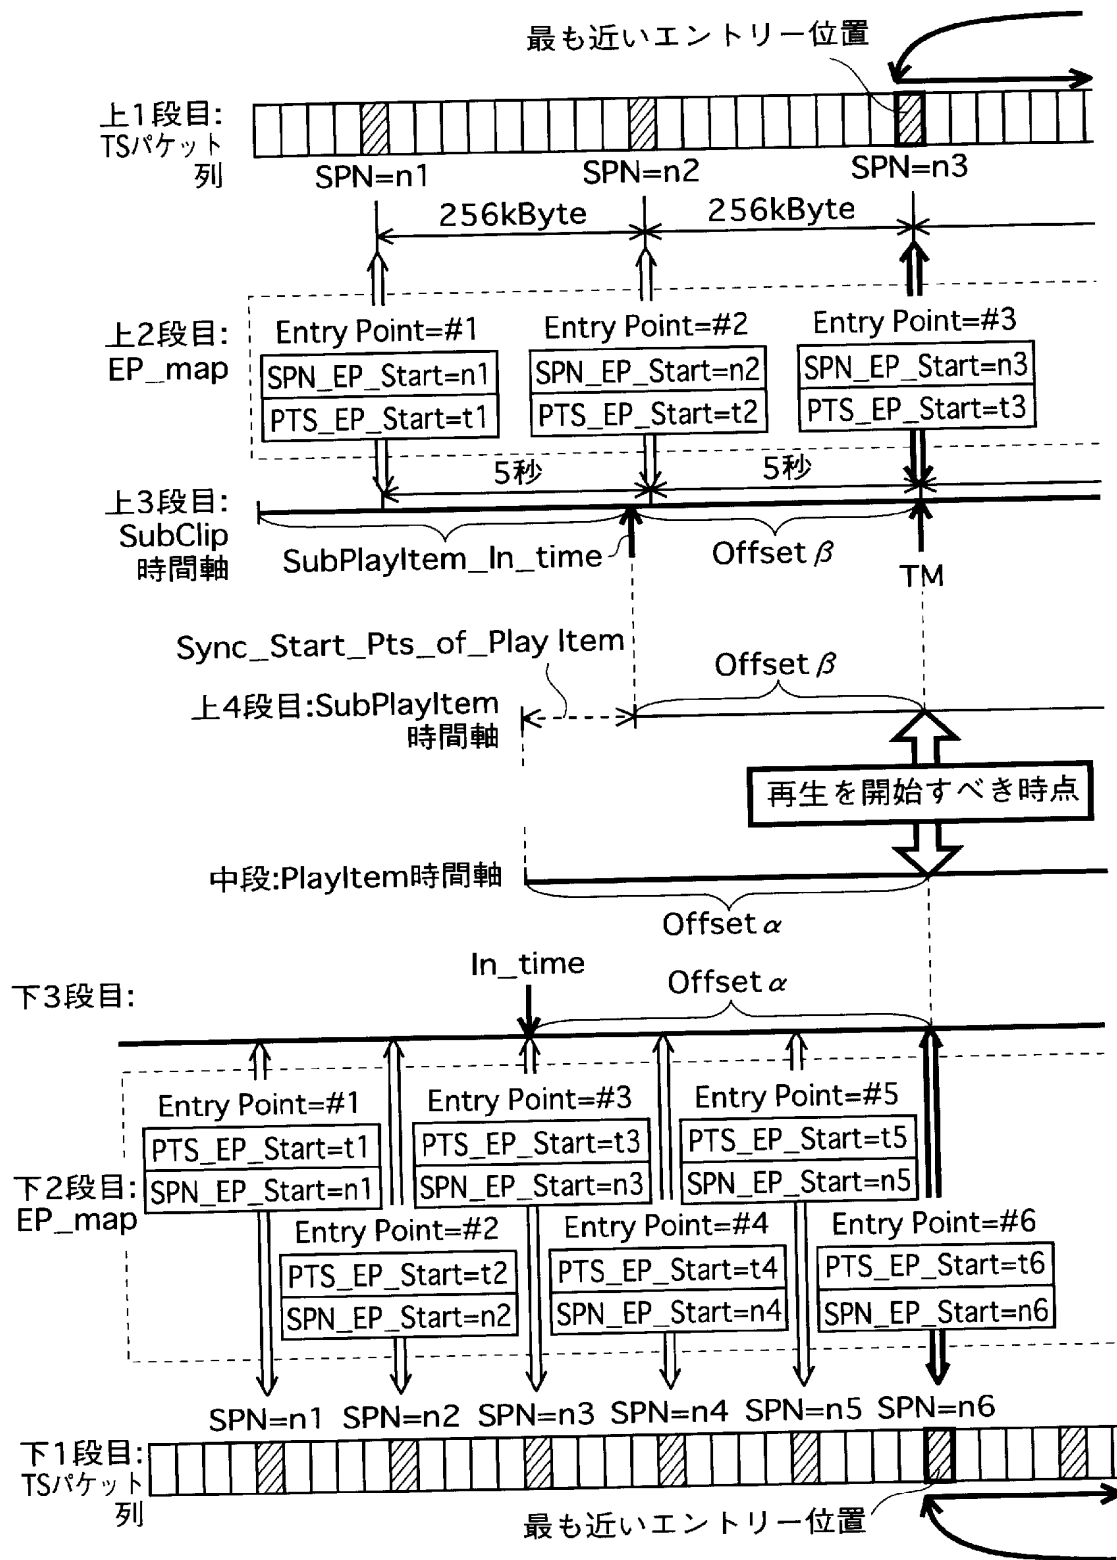 最も近いエントリー位置
上1段目:
TSパケット
列
SPN=n1 SPN=n2 SPN=n3
256kByte 256kByte
上2段目:
EP_map
Entry Point=#1 Entry Point=#2 Entry Point=#3
SPN_EP_Start=n1 SPN_EP_Start=n2 SPN_EP_Start=n3
PTS_EP_Start=t1 PTS_EP_Start=t2 PTS_EP_Start=t3
5秒 5秒
上3段目:
SubClip
時間軸
SubPlayItem_In_time Offset β
TM
Sync_Start_Pts_of_Play Item
Offset β
上4段目:SubPlayItem
時間軸
再生を開始すべき時点
中段:PlayItem時間軸
Offset α
In_time
Offset α
下3段目:
Entry Point=#1 Entry Point=#3 Entry Point=#5
PTS_EP_Start=t1 PTS_EP_Start=t3 PTS_EP_Start=t5
SPN_EP_Start=n1 SPN_EP_Start=n3 SPN_EP_Start=n5
下2段目:
EP_map
Entry Point=#2 Entry Point=#4 Entry Point=#6
PTS_EP_Start=t2 PTS_EP_Start=t4 PTS_EP_Start=t6
SPN_EP_Start=n2 SPN_EP_Start=n4 SPN_EP_Start=n6
SPN=n1 SPN=n2 SPN=n3 SPN=n4 SPN=n5 SPN=n6
下1段目:
TSパケット
列
最も近いエントリー位置